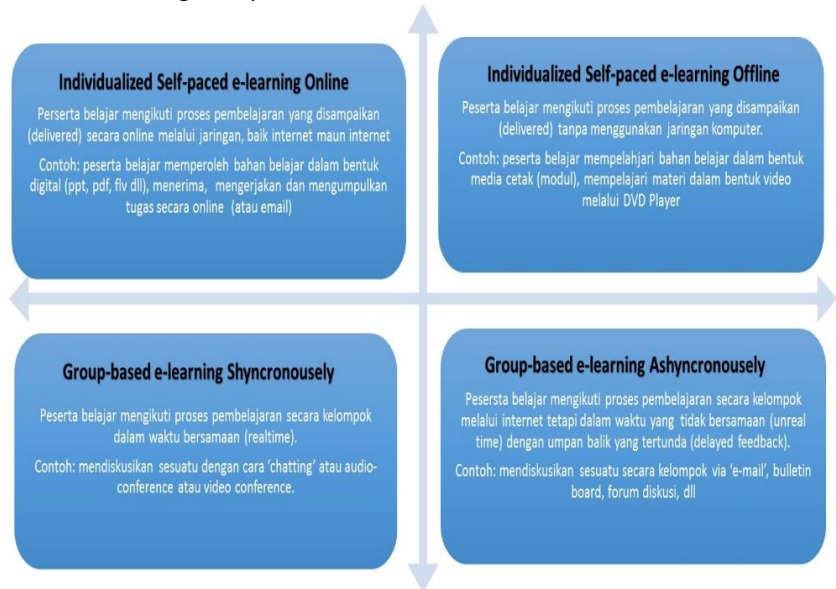 Individualized Self-paced e-learning Online
Perserta belajar mengikuti proses pembelajaran yang disampaikan
(delivered) secara online melalui jaringan, baik internet maun internet
Contoh: peserta belajar memperoleh bahan belajar dalam bentuk
digital (ppt, pdf, flv dll), menerima, mengerjakan dan mengumpulkan
tugas secara online (atau email)
Individualized Self-paced e-learning Offline
Peserta belajar mengikuti proses pembelajaran yang disampaikan
(delivered) tanpa menggunakan jaringan komputer.
Contoh: peserta belajar mempelahjari bahan belajar dalam bentuk
media cetak (modul), mempelajari materi dalam bentuk video
melalui DVD Player
Group-based e-learning Shyncronousely
Peserta belajar mengikuti proses pembelajaran secara kelompok
dalam waktu bersamaan (realtime).
Contoh: mendiskusikan sesuatu dengan cara ‘chatting’ atau audio-
conference atau video conference.
Group-based e-learning Ashyncronousely
Pesersta belajar mengikuti proses pembelajaran secara kelompok
melalui internet tetapi dalam waktu yang tidak bersamaan (unreal
time) dengan umpan balik yang tertunda (delayed feedback).
Contoh: mendiskusikan sesuatu secara kelompok via ‘e-mail’, bulletin
board, forum diskusi, dll